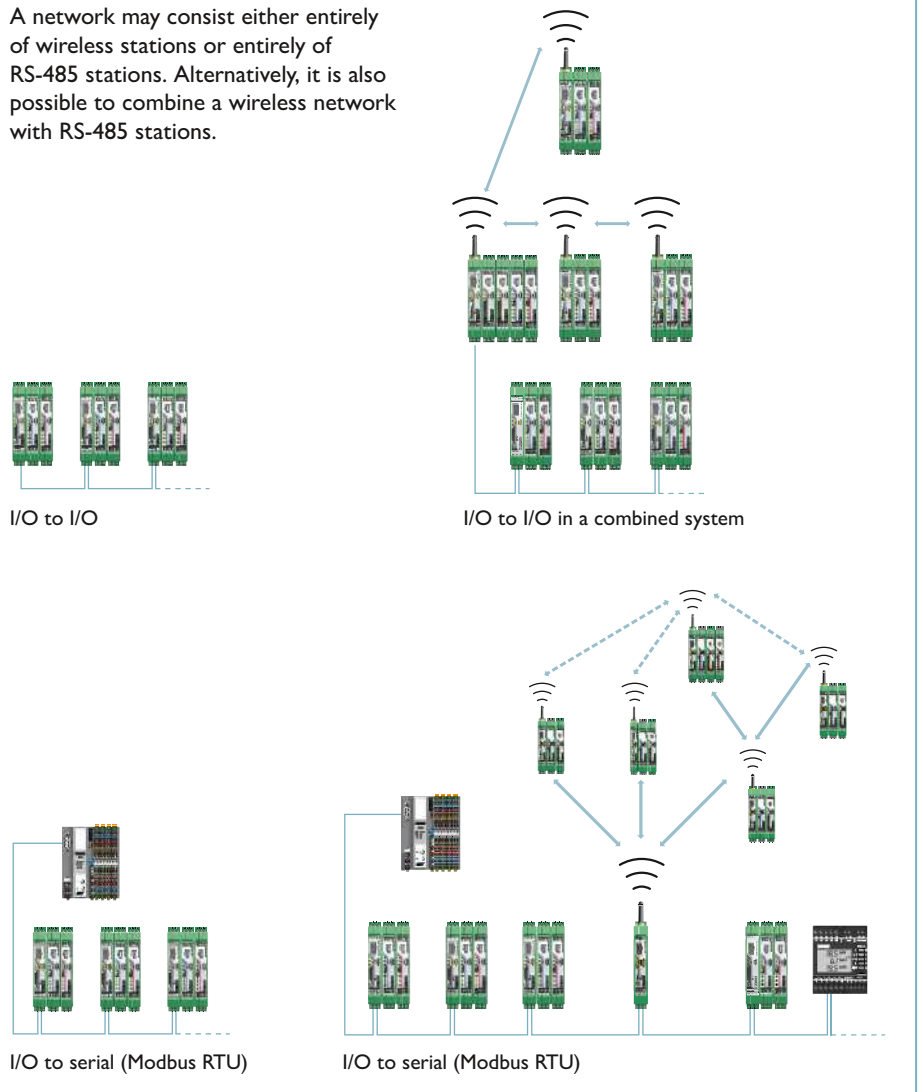 A network may consist either entirely
of wireless stations or entirely of
RS-485 stations. Alternatively, it is also
possible to combine a wireless network
with RS-485 stations.
I/O to I/O
I/O to I/O in a combined system
I/O to serial (Modbus RTU)
I/O to serial (Modbus RTU)